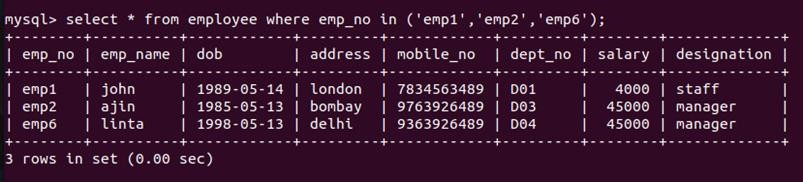 mysql> select * from employee where emp_no in ('emp1','emp2','emp6');
+--------+----------+------------+---------+------------+---------+--------+-------------+
| emp_no | emp_name | dob        | address | mobile_no  | dept_no | salary | designation |
+--------+----------+------------+---------+------------+---------+--------+-------------+
| emp1   | john     | 1989-05-14 | london  | 7834563489 | D01     |   4000 | staff       |
| emp2   | ajin     | 1985-05-13 | bombay  | 9763926489 | D03     |  45000 | manager     |
| emp6   | linta    | 1998-05-13 | delhi   | 9363926489 | D04     |  45000 | manager     |
+--------+----------+------------+---------+------------+---------+--------+-------------+
3 rows in set (0.00 sec)